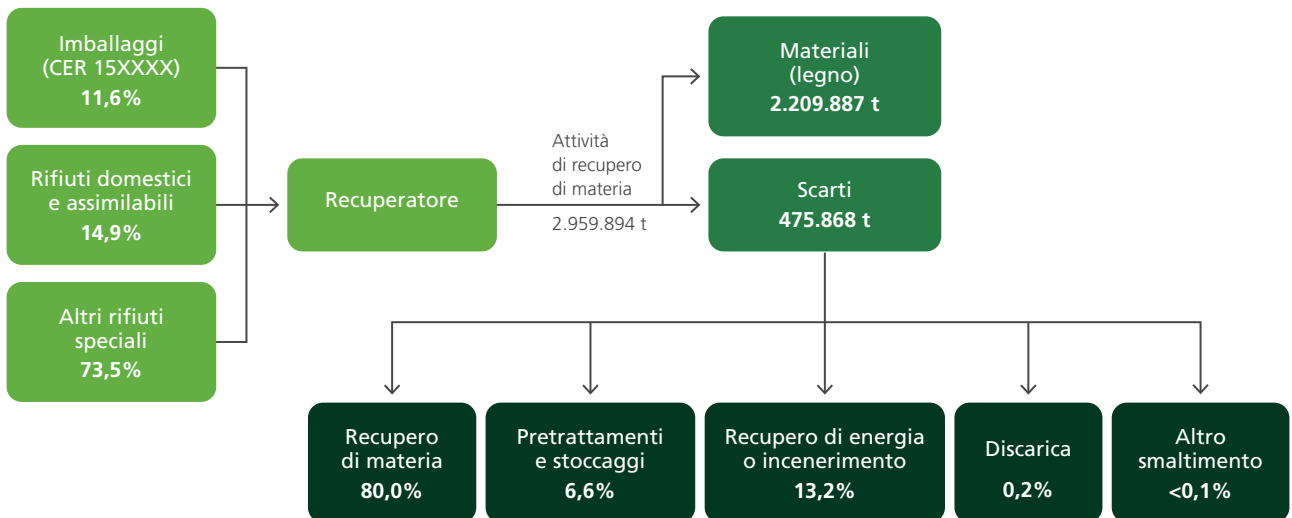 Imballaggi
(CER 15XXXX)
11,6%
Rifiuti domestici
e assimilabili
14,9%
Altri rifiuti
speciali
73,5%
Recuperatore
Attività
di recupero
di materia
2.959.894 t
Materiali
(legno)
2.209.887 t
Scarti
475.868 t
Recupero
di materia
80,0%
Pretrattamenti
e stoccaggi
6,6%
Recupero di energia
o incenerimento
13,2%
Discarica
0,2%
Altro
smaltimento
<0,1%